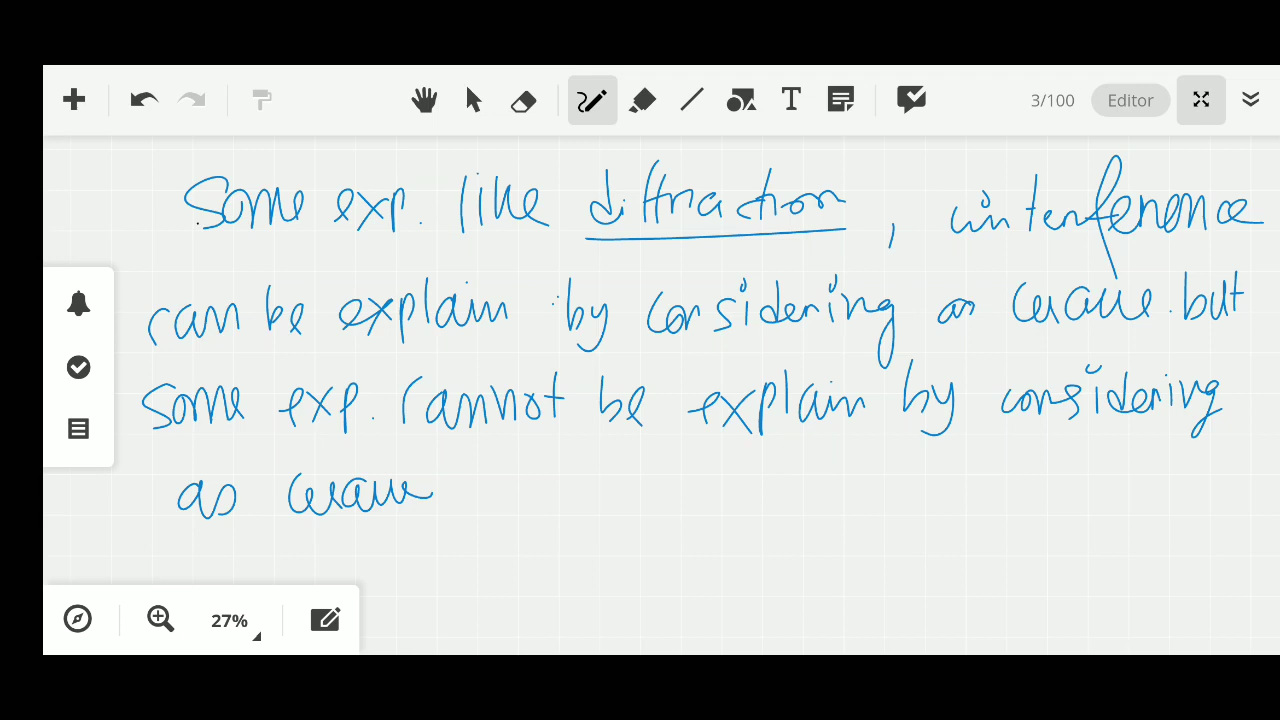 3/100 Editor
Some exp. like diffraction, interference
can be explain by considering as wave but
some exp. cannot be explain by considering
as wave
27%